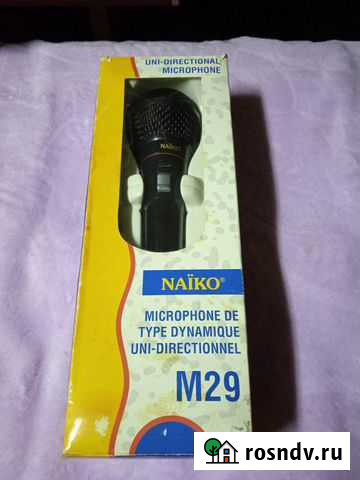 UNI-DIRECTIONAL
MICROPHONE
NAÏKO
NAÏKO®
MICROPHONE DE
TYPE DYNAMIQUE
UNI-DIRECTIONNEL
M29
rosndv.ru